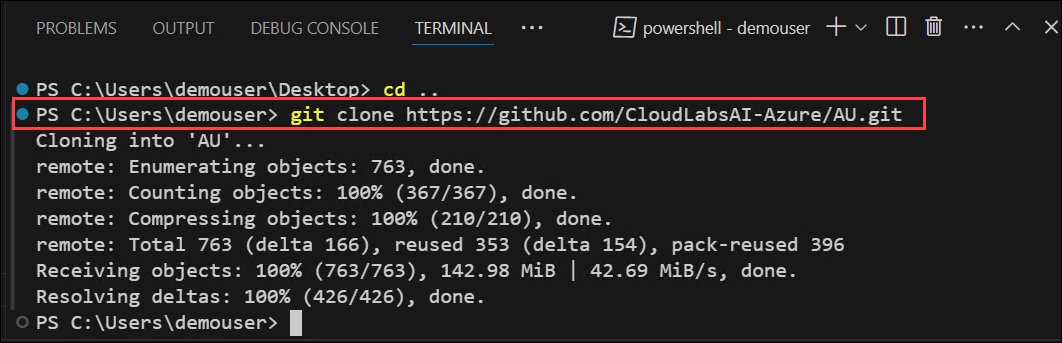 PROBLEMS OUTPUT DEBUG CONSOLE TERMINAL ··· powershell - demouser
PS C:\Users\demouser\Desktop> cd ..
PS C:\Users\demouser> git clone https://github.com/CloudLabsAI-Azure/AU.git
Cloning into 'AU'...
remote: Enumerating objects: 763, done.
remote: Counting objects: 100% (367/367), done.
remote: Compressing objects: 100% (210/210), done.
remote: Total 763 (delta 166), reused 353 (delta 154), pack-reused 396
Receiving objects: 100% (763/763), 142.98 MiB | 42.69 MiB/s, done.
Resolving deltas: 100% (426/426), done.
PS C:\Users\demouser>